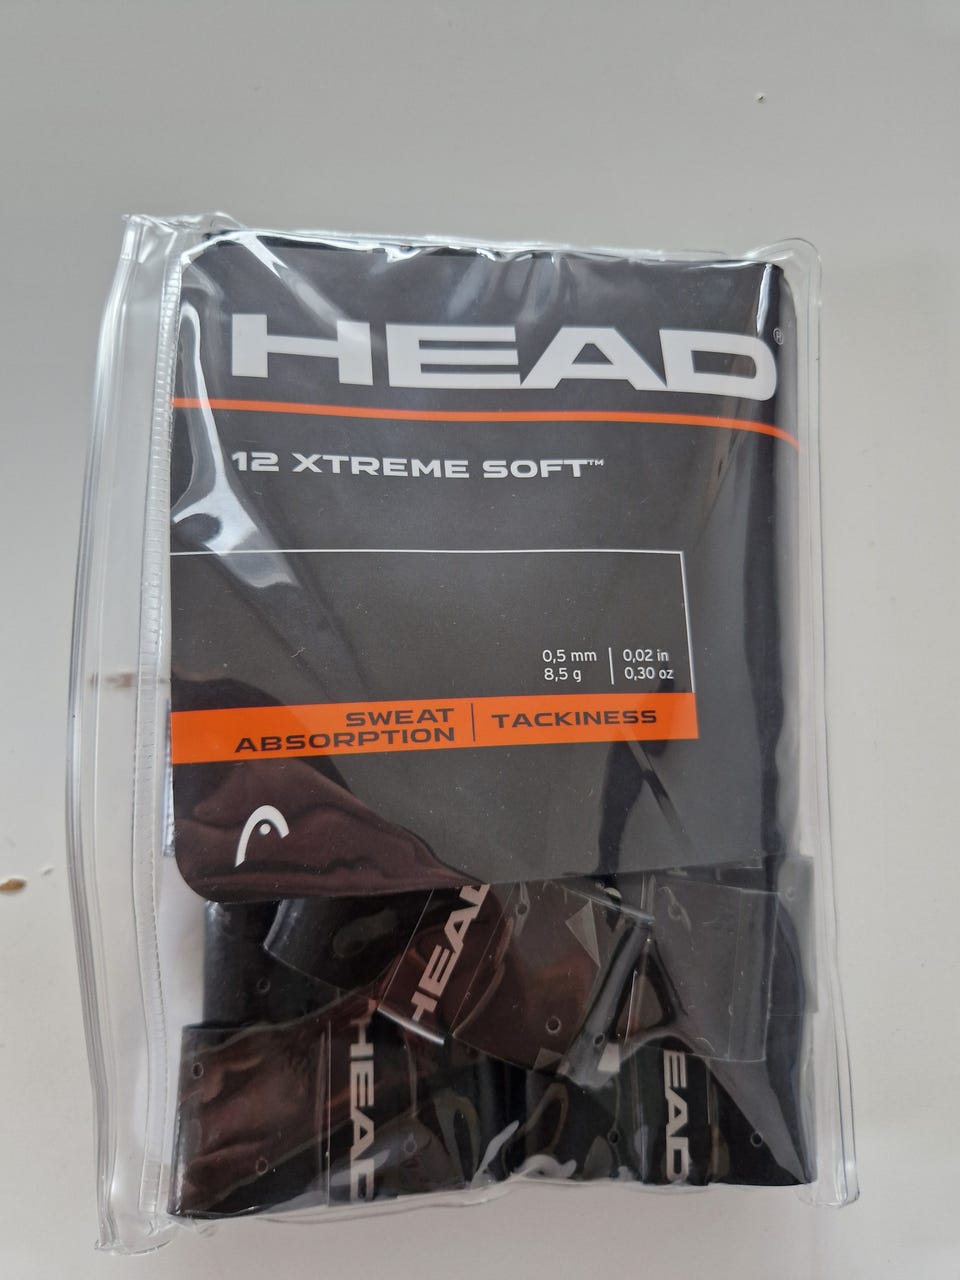 HEAD®
12 XTREME SOFT™
0,5 mm | 0,02 in
8,5 g | 0,30 oz
SWEAT ABSORPTION | TACKINESS
HEAD
HEAD
EAD